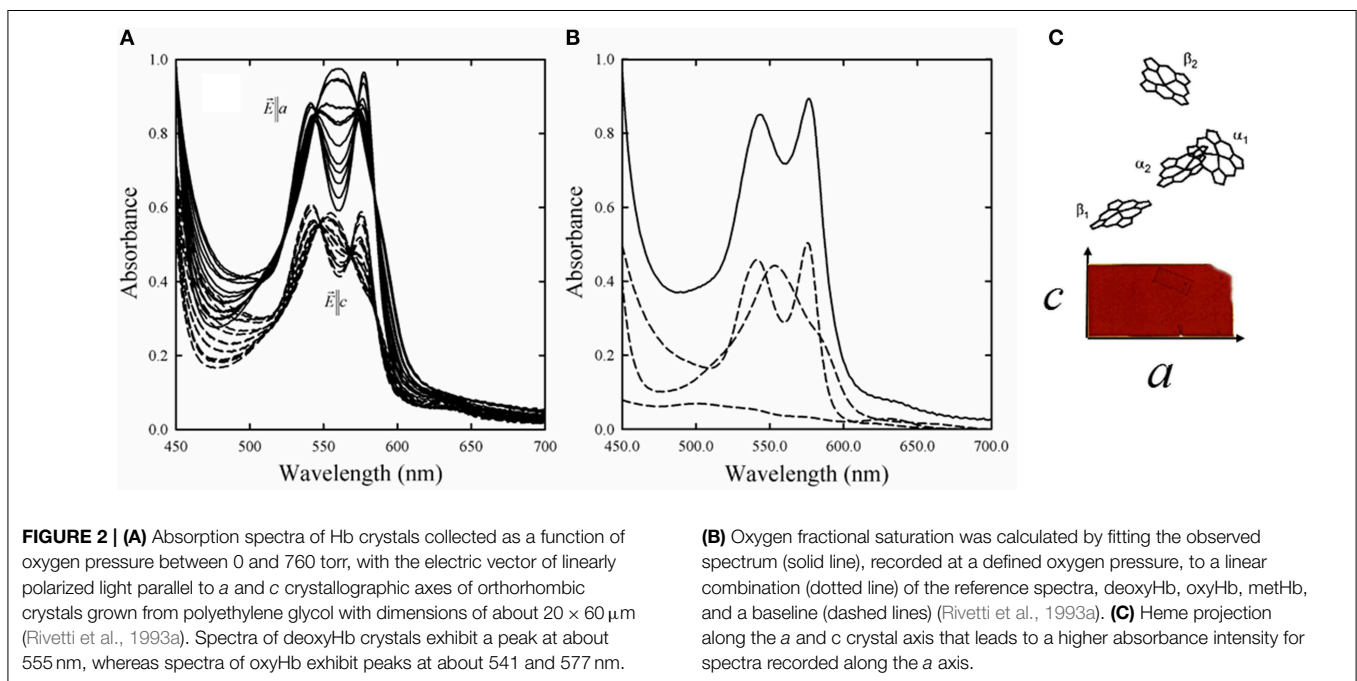 A
B
C
1.0
0.8
0.6
0.4
0.2
0.0
Absorbance
E⃗∥a
E⃗∥c
450
500
550
600
650
700
Wavelength (nm)
1.0
0.8
0.6
0.4
0.2
0.0
Absorbance
450.0
500.0
550.0
600.0
650.0
700.0
Wavelength (nm)
β2
α1
α2
β1
c
a
FIGURE 2 | (A) Absorption spectra of Hb crystals collected as a function of
oxygen pressure between 0 and 760 torr, with the electric vector of linearly
polarized light parallel to a and c crystallographic axes of orthorhombic
crystals grown from polyethylene glycol with dimensions of about 20 × 60 μm
(Rivetti et al., 1993a). Spectra of deoxyHb crystals exhibit a peak at about
555 nm, whereas spectra of oxyHb exhibit peaks at about 541 and 577 nm.
(B) Oxygen fractional saturation was calculated by fitting the observed
spectrum (solid line), recorded at a defined oxygen pressure, to a linear
combination (dotted line) of the reference spectra, deoxyHb, oxyHb, metHb,
and a baseline (dashed lines) (Rivetti et al., 1993a). (C) Heme projection
along the a and c crystal axis that leads to a higher absorbance intensity for
spectra recorded along the a axis.